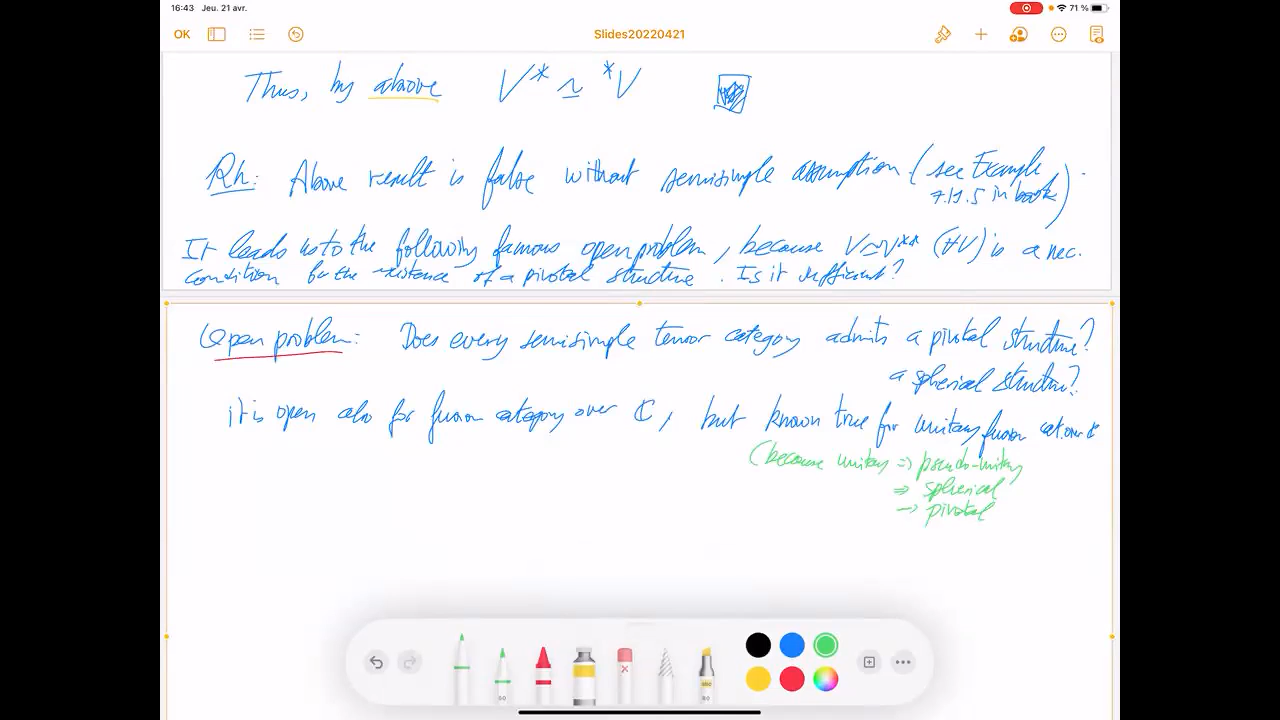 16:43 Jeu. 21 avr.
71 %
OK
Slides20220421
Thus, by above V* ≃ *V
Rk: Above result is false without semisimple assumption (see Example
7.19.5 in book).
It leads us to the following famous open problem, because V≃V** (∀V) is a nec.
condition for the existence of a pivotal structure. Is it sufficient?
Open problem: Does every semisimple tensor category admits a pivotal structure?
a spherical structure?
it is open also for fusion category over ℂ, but known true for unitary fusion cat. over ℂ
(because unitary ⇒ pseudo-unitary
⇒ spherical
→ pivotal